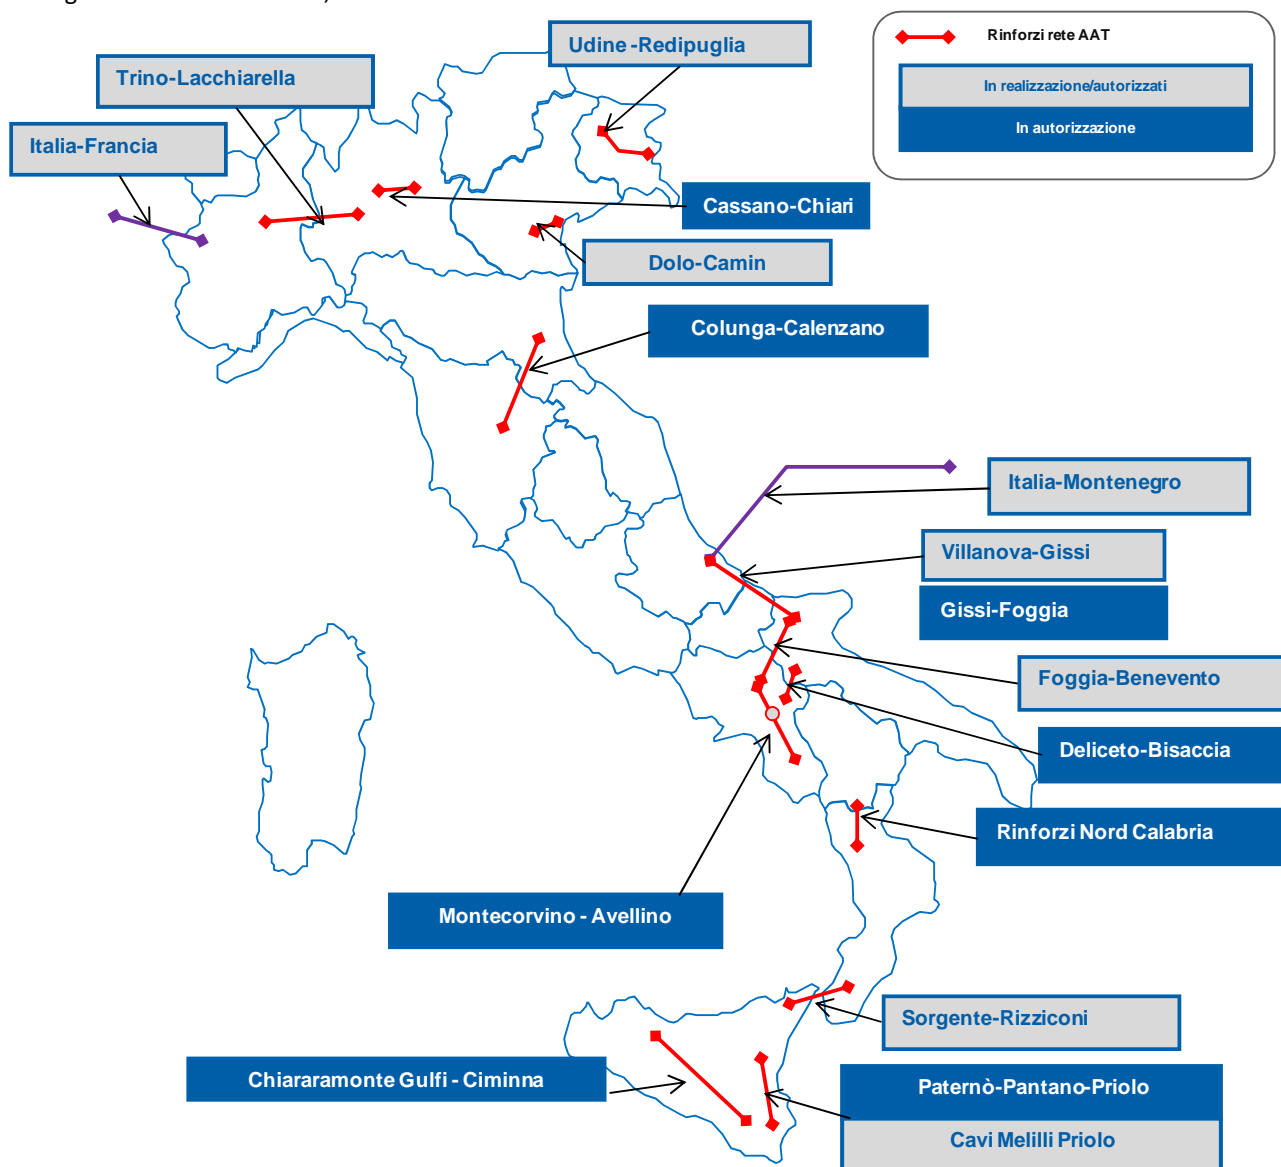 Udine -Redipuglia
Rinforzi rete AAT
Trino-Lacchiarella
In realizzazione/autorizzati
In autorizzazione
Italia-Francia
Cassano-Chiari
Dolo-Camin
Colunga-Calenzano
Italia-Montenegro
Villanova-Gissi
Gissi-Foggia
Foggia-Benevento
Deliceto-Bisaccia
Rinforzi Nord Calabria
Montecorvino - Avellino
Sorgente-Rizziconi
Chiararamonte Gulfi - Ciminna
Paternò-Pantano-Priolo
Cavi Melilli Priolo